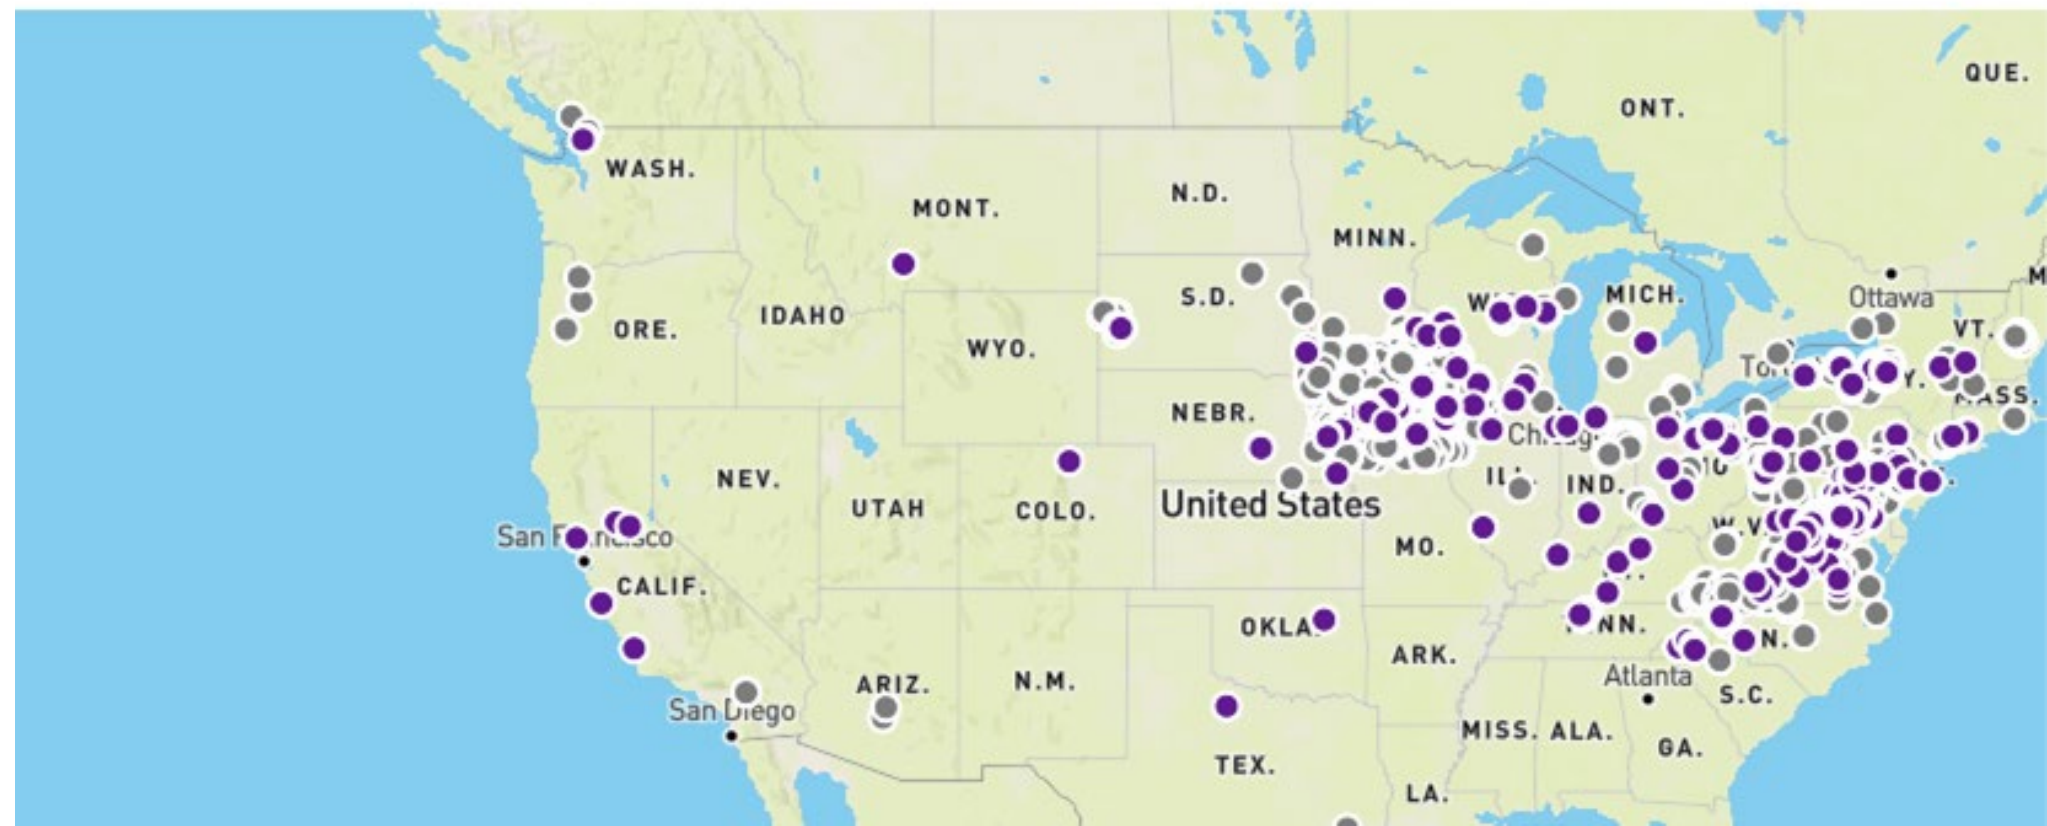 QUE.
ONT.
WASH.
MONT.
N.D.
MINN.
S.D.
MICH.
Ottawa
ORE.
IDAHO
VT.
WYO.
NEBR.
NEV.
UTAH
COLO.
United States
IND.
MO.
CALIF.
OKLA.
ARK.
ARIZ.
N.M.
Atlanta
S.C.
San Diego
MISS.
ALA.
GA.
TEX.
LA.